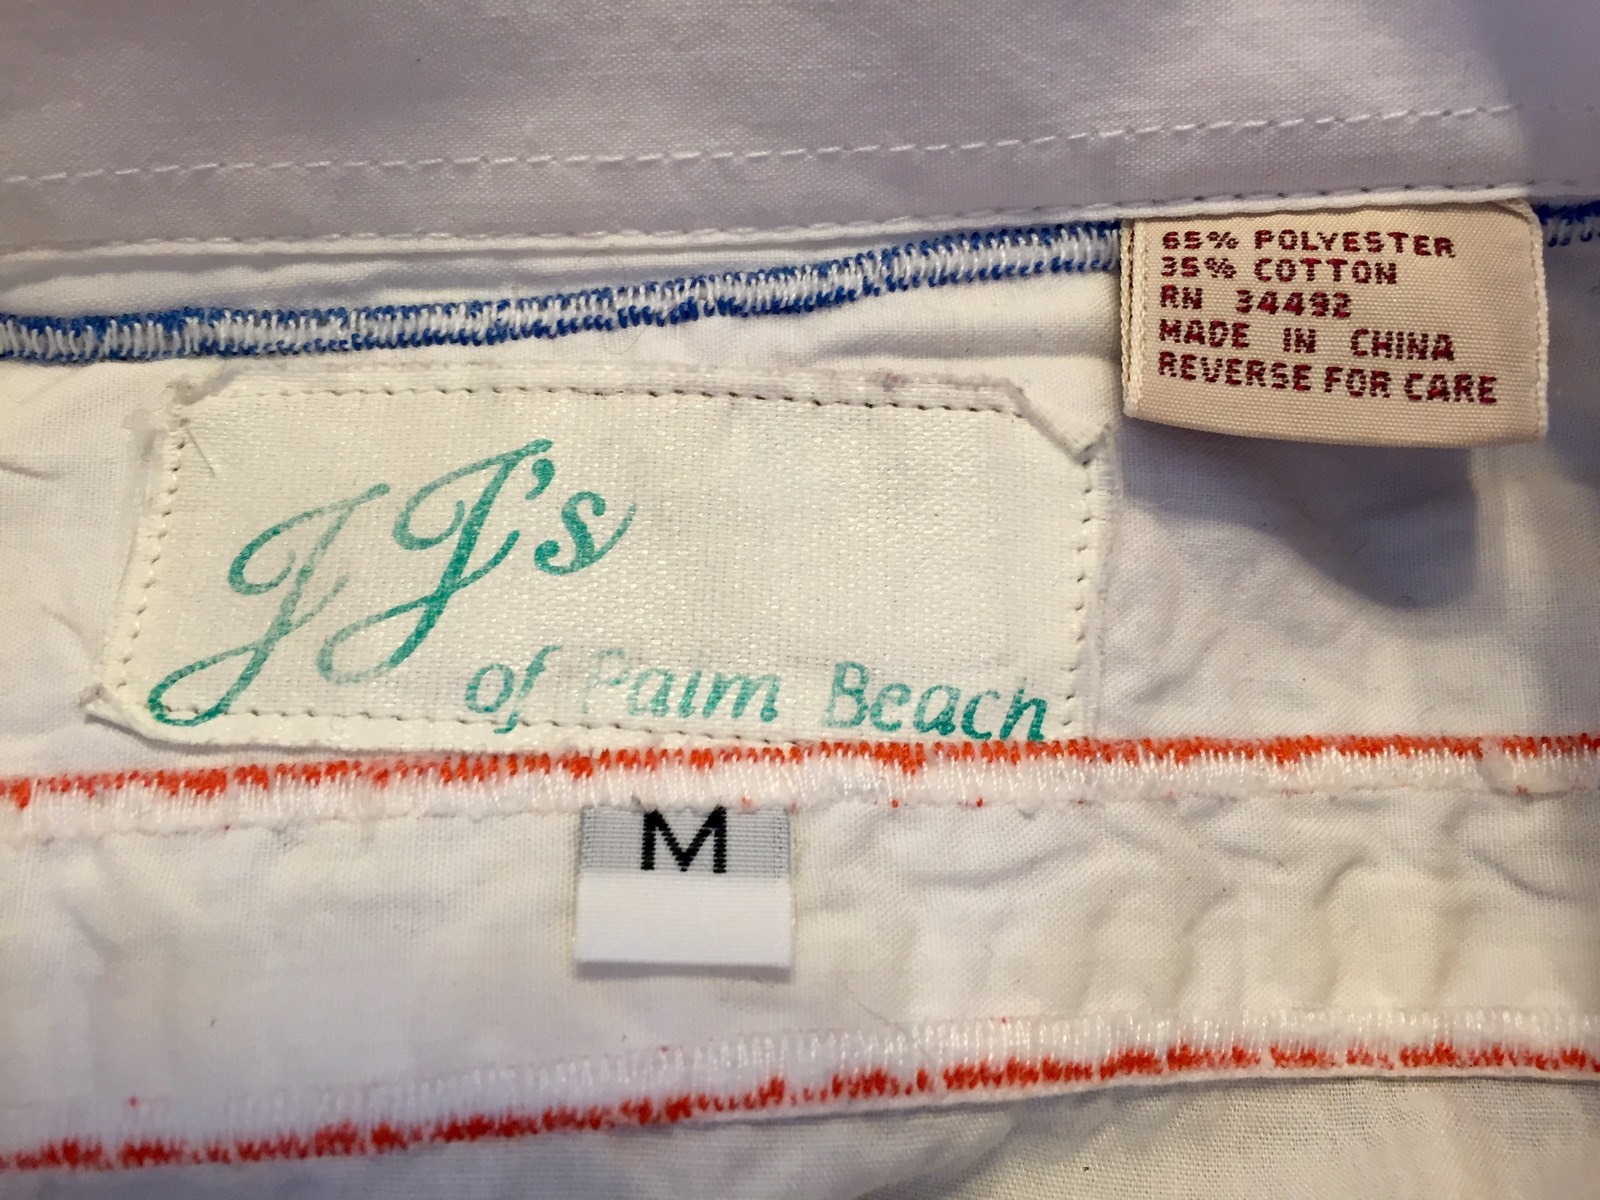 65% POLYESTER
35% COTTON
RN 34492
MADE IN CHINA
REVERSE FOR CARE
JJ's
of Palm Beach
M